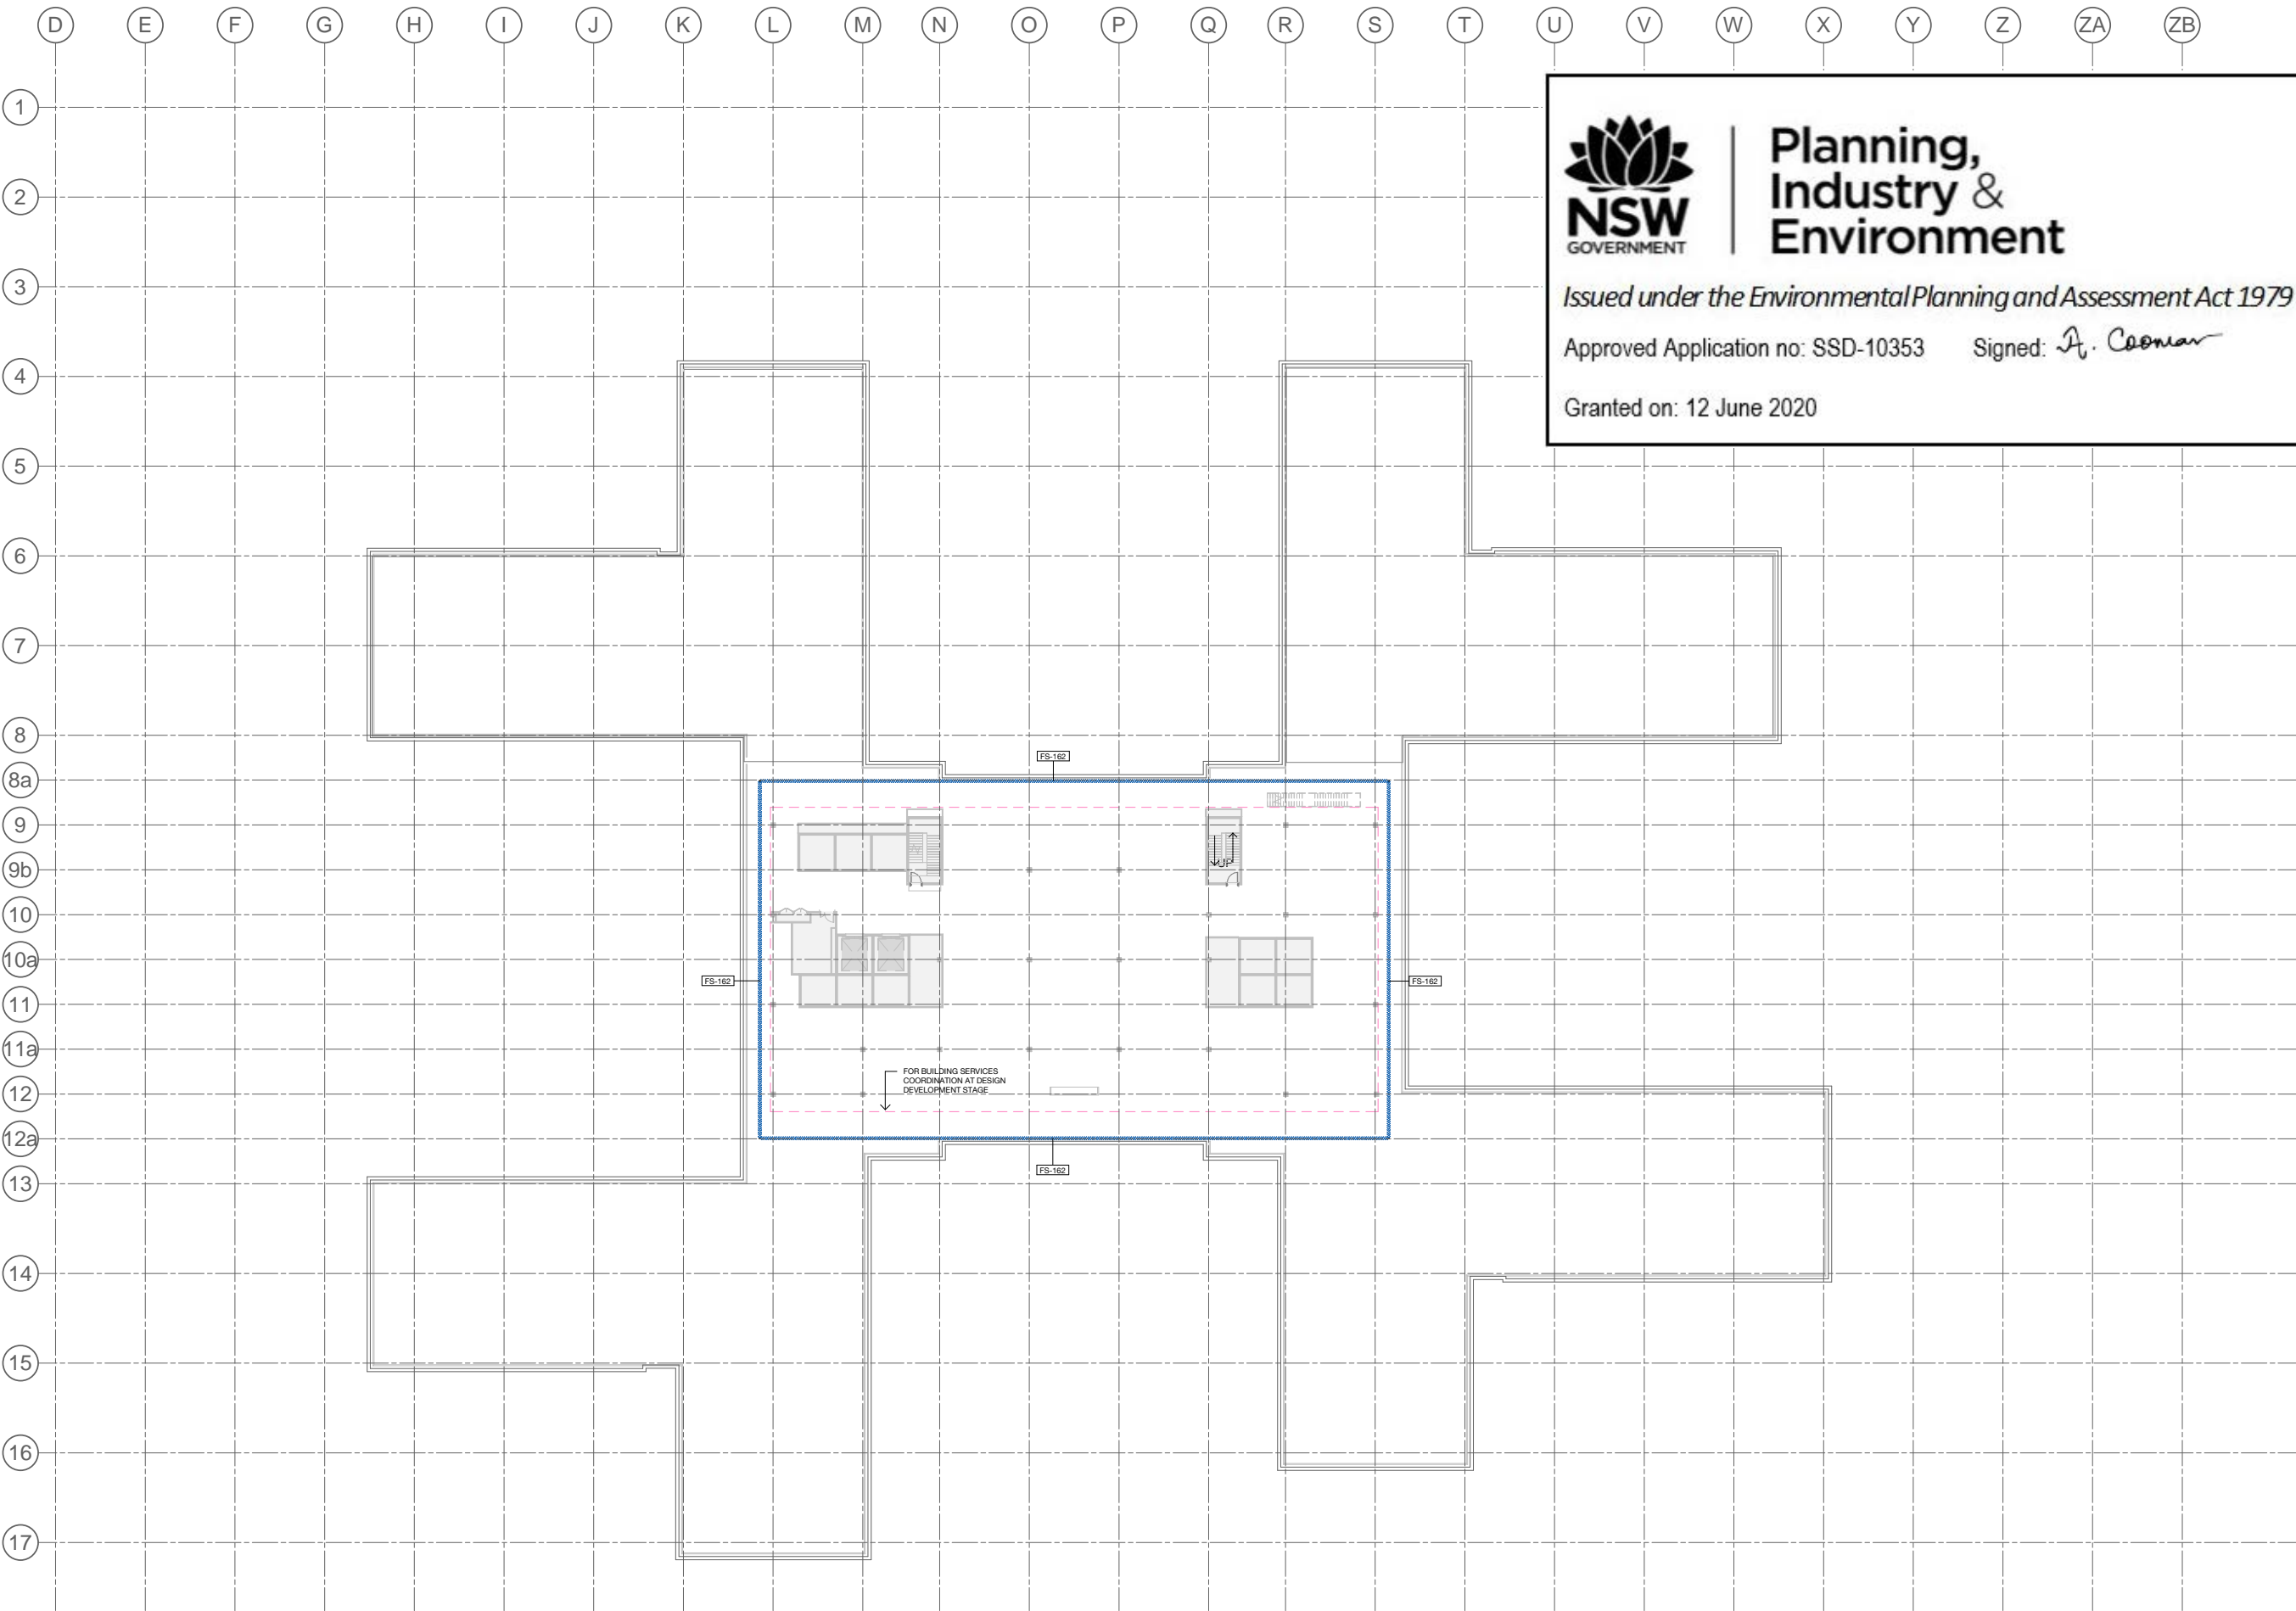 D E F G H I J K L M N O P Q R S T U V W X Y Z ZA ZB
1
2
3
4
5
6
7
8
8a
9
9b
10
10a
11
11a
12
12a
13
14
15
16
17
NSW
GOVERNMENT
Planning,
Industry &
Environment
Issued under the Environmental Planning and Assessment Act 1979
Approved Application no: SSD-10353 Signed: A. Coomar
Granted on: 12 June 2020
FS-162
UP
FS-162
FS-162
FOR BUILDING SERVICES
COORDINATION AT DESIGN
DEVELOPMENT STAGE
FS-162